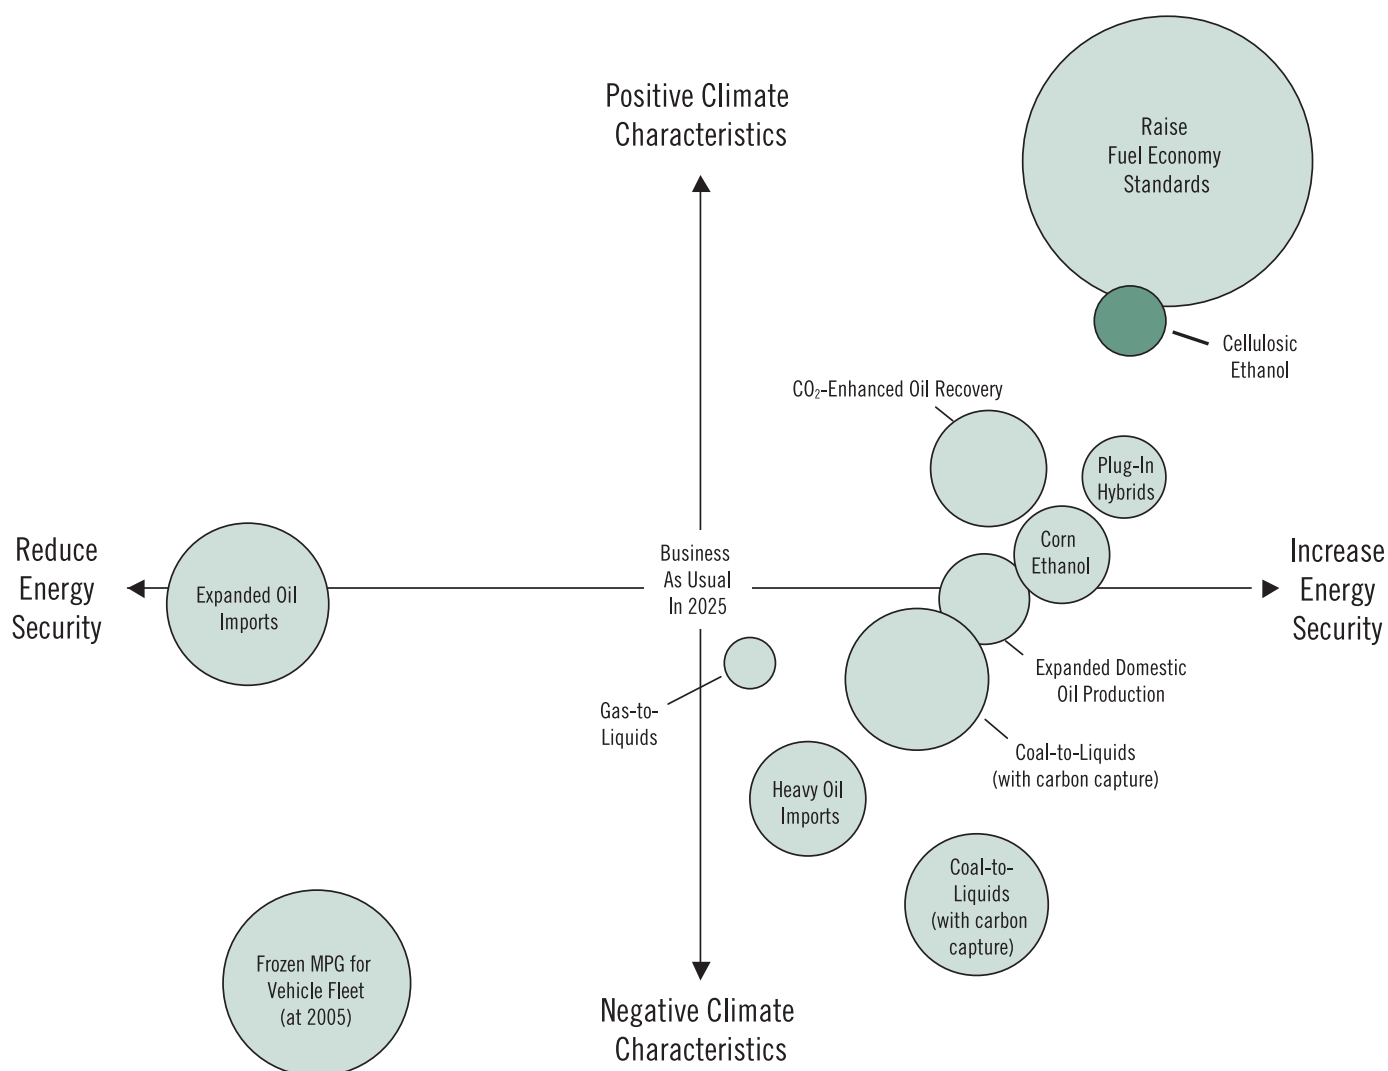 Positive Climate
Characteristics
Raise
Fuel Economy
Standards
Cellulosic
Ethanol
CO₂-Enhanced Oil Recovery
Plug-In
Hybrids
Corn
Ethanol
Reduce
Energy
Security
Expanded Oil
Imports
Business
As Usual
In 2025
Increase
Energy
Security
Expanded Domestic
Oil Production
Gas-to-
Liquids
Coal-to-Liquids
(with carbon capture)
Heavy Oil
Imports
Coal-to-
Liquids
(with carbon
capture)
Frozen MPG for
Vehicle Fleet
(at 2005)
Negative Climate
Characteristics